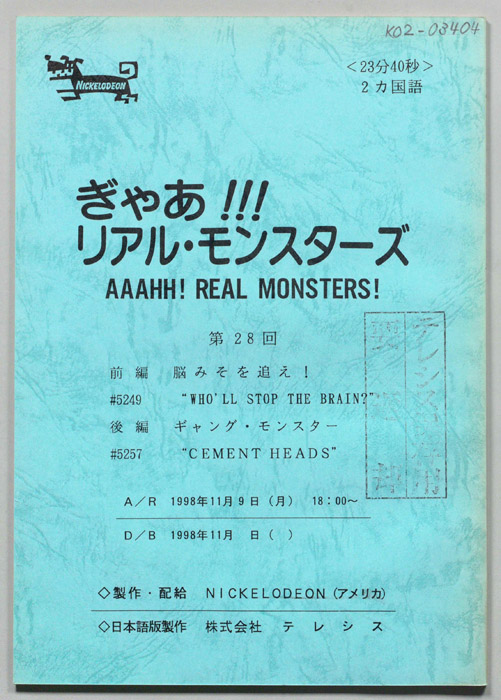 K02-03404
NICKELODEON
<23分40秒>
2カ国語
ぎゃあ!!!
リアル・モンスターズ
AAAHH! REAL MONSTERS!
第28回
前編 脳みそを追え!
#5249 "WHO'LL STOP THE BRAIN?"
後編 ギャング・モンスター
#5257 "CEMENT HEADS"
A/R 1998年11月9日(月) 18:00~
D/B 1998年11月 日( )
◇製作・配給 NICKELODEON(アメリカ)
◇日本語版製作 株式会社 テレシス